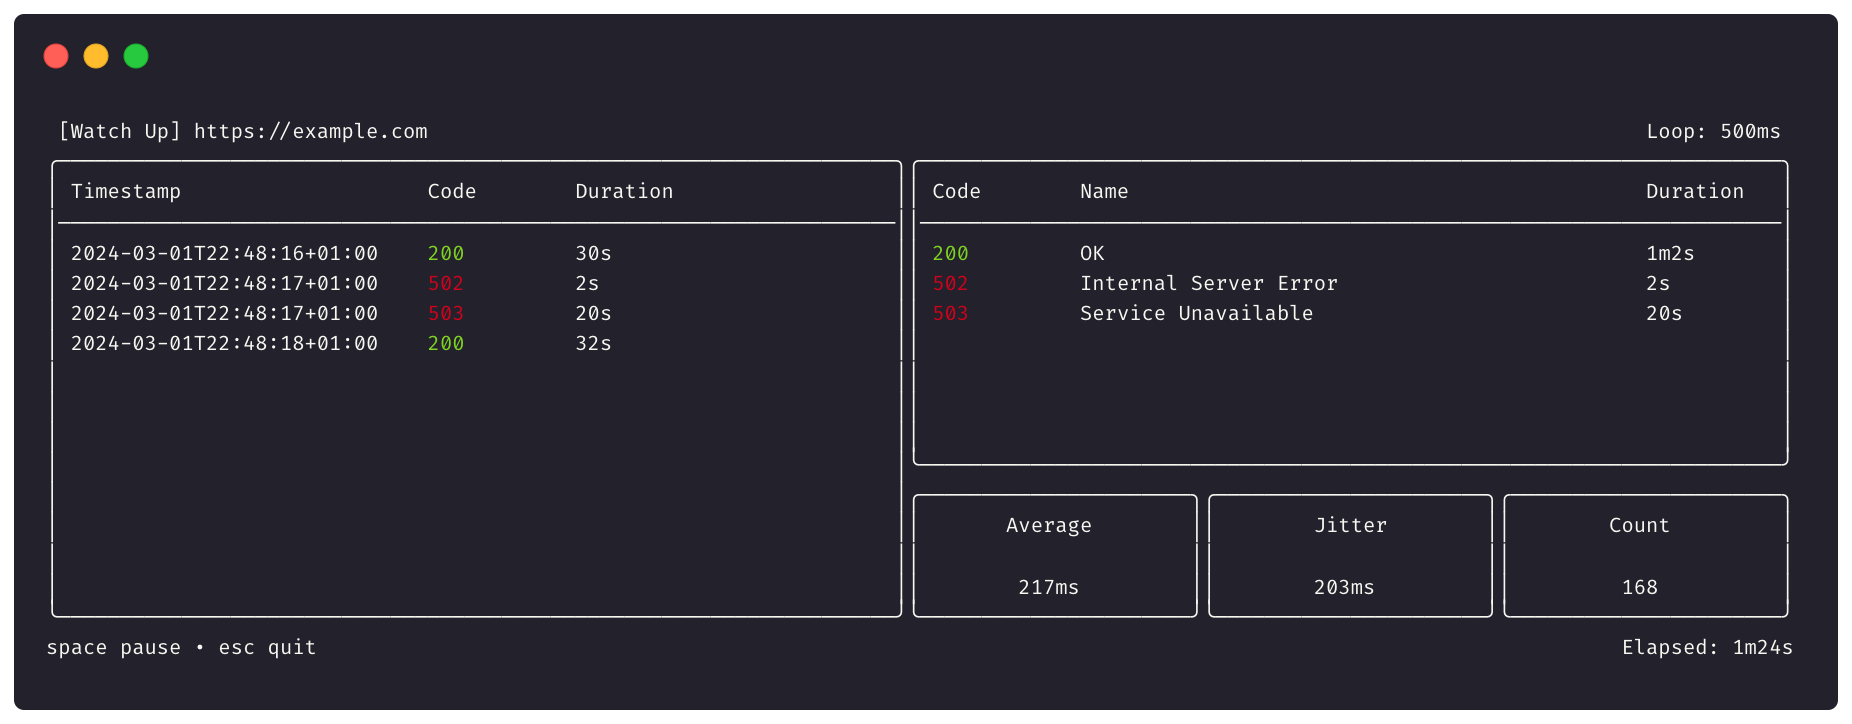 [Watch Up] https://example.com Loop: 500ms
Timestamp Code Duration
2024-03-01T22:48:16+01:00 200 30s
2024-03-01T22:48:17+01:00 502 2s
2024-03-01T22:48:17+01:00 503 20s
2024-03-01T22:48:18+01:00 200 32s
Code Name Duration
200 OK 1m2s
502 Internal Server Error 2s
503 Service Unavailable 20s
Average Jitter Count
217ms 203ms 168
space pause • esc quit Elapsed: 1m24s